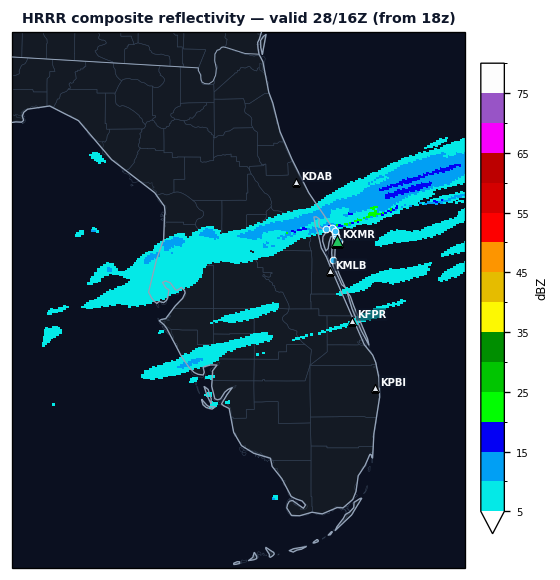 HRRR composite reflectivity — valid 28/16Z (from 18z)
KDAB
KXMR
KMLB
KFPR
KPBI
75
65
55
45
35
25
15
5
dBZ